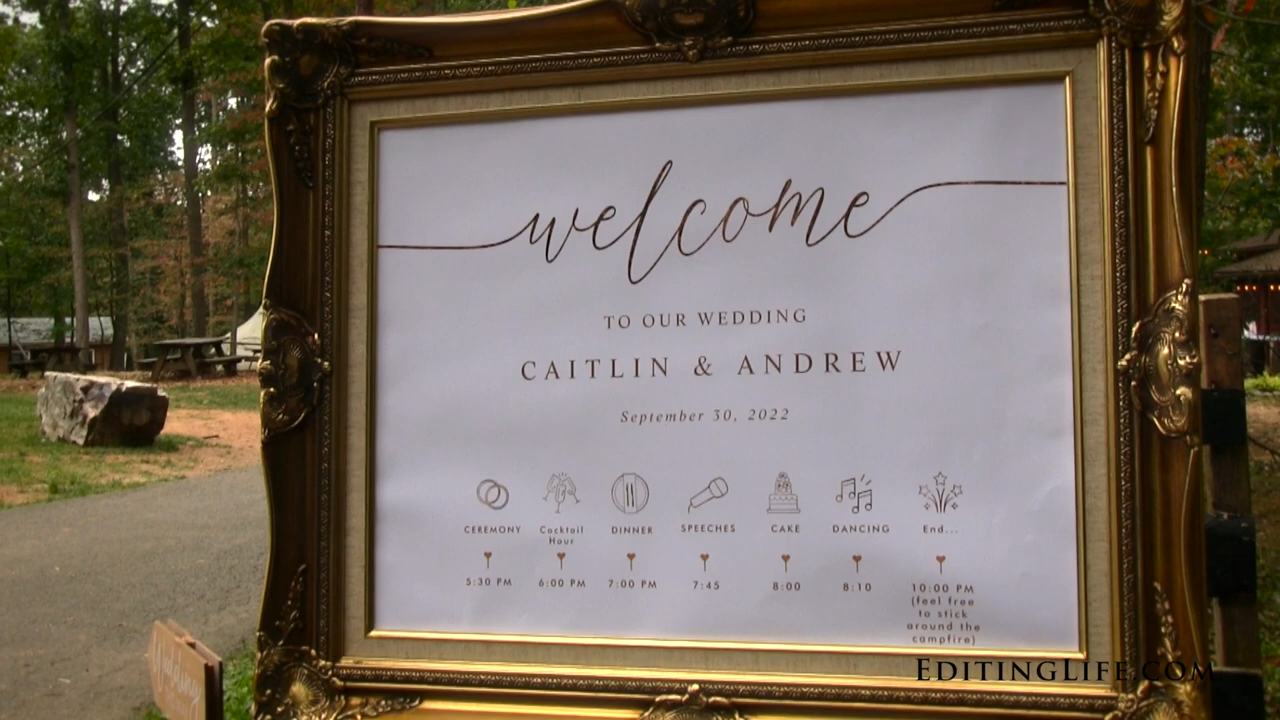 welcome
TO OUR WEDDING
CAITLIN & ANDREW
September 30, 2022
CEREMONY Cocktail Hour DINNER SPEECHES CAKE DANCING End...
5:30 PM 6:00 PM 7:00 PM 7:45 8:00 8:10 10:00 PM
(feel free
to stick
around the
campfire)
Wedding
EDITINGLIFE.COM